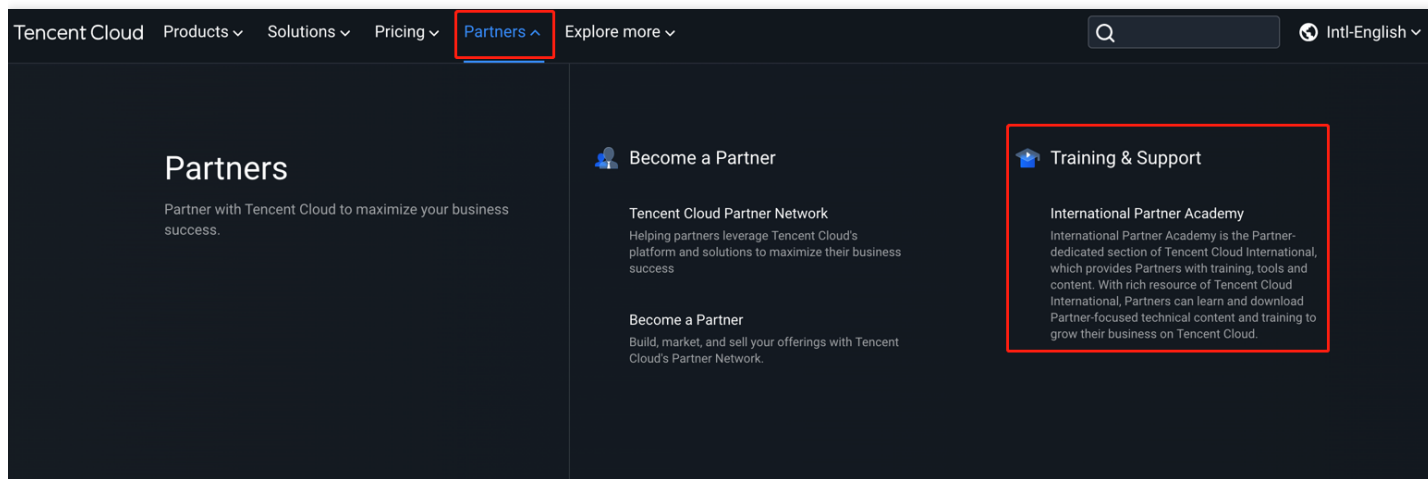 Tencent Cloud Products Solutions Pricing Partners Explore more Intl-English
Partners
Partner with Tencent Cloud to maximize your business
success.
Become a Partner
Tencent Cloud Partner Network
Helping partners leverage Tencent Cloud's
platform and solutions to maximize their business
success
Become a Partner
Build, market, and sell your offerings with Tencent
Cloud's Partner Network.
Training & Support
International Partner Academy
International Partner Academy is the Partner-
dedicated section of Tencent Cloud International,
which provides Partners with training, tools and
content. With rich resource of Tencent Cloud
International, Partners can learn and download
Partner-focused technical content and training to
grow their business on Tencent Cloud.